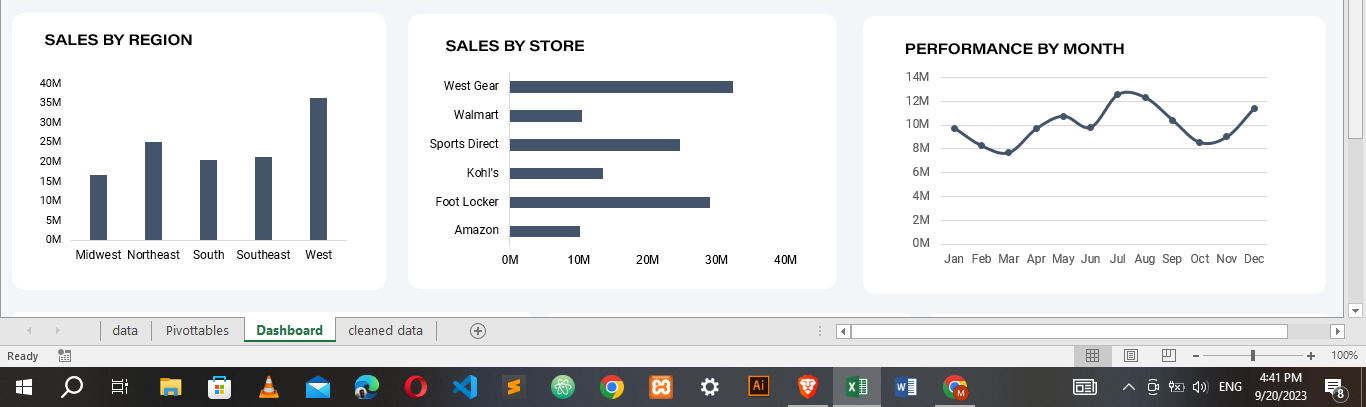 SALES BY REGION
40M
35M
30M
25M
20M
15M
10M
5M
0M
Midwest Northeast South Southeast West
SALES BY STORE
West Gear
Walmart
Sports Direct
Kohl's
Foot Locker
Amazon
0M 10M 20M 30M 40M
PERFORMANCE BY MONTH
14M
12M
10M
8M
6M
4M
2M
0M
Jan Feb Mar Apr May Jun Jul Aug Sep Oct Nov Dec
data Pivottables Dashboard cleaned data
Ready 100%
Ai M ENG 4:41 PM
9/20/2023 8